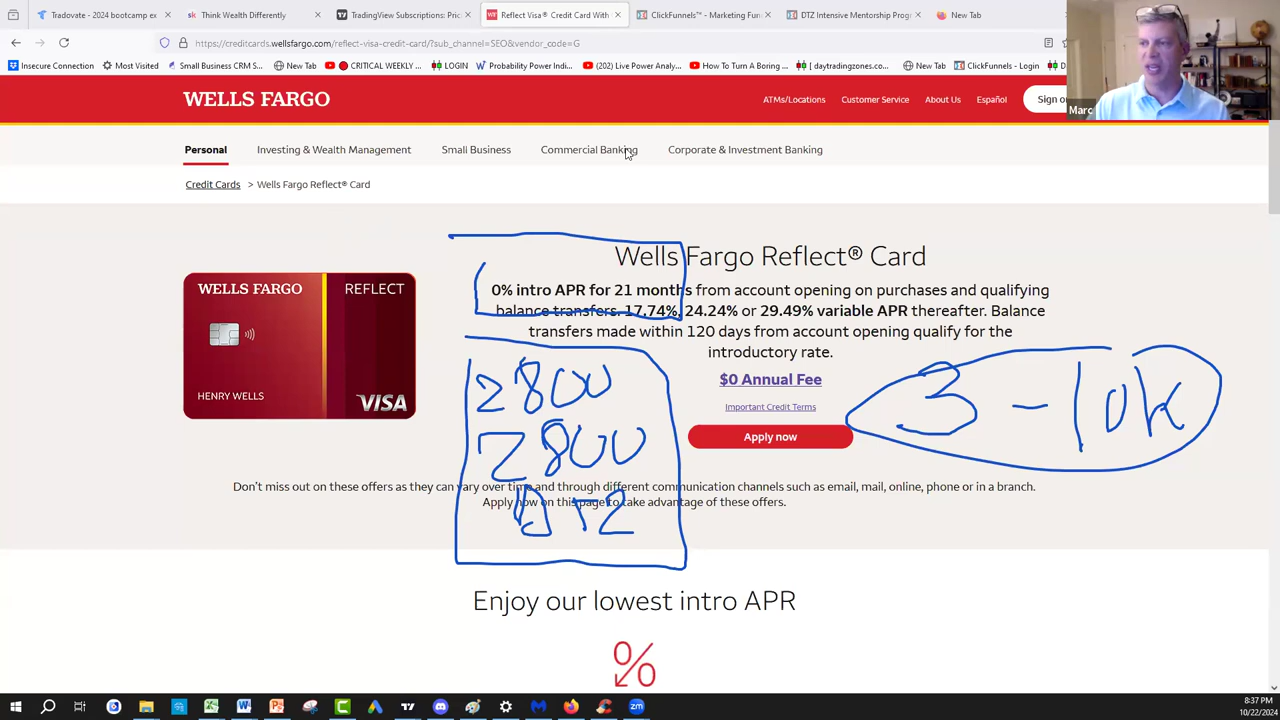 Tradovate - 2024 bootcamp ex
Think Wealth Differently
TradingView Subscriptions: Pric
Reflect Visa® Credit Card With
ClickFunnels™ - Marketing Fun
DTZ Intensive Mentorship Prog
New Tab
https://creditcards.wellsfargo.com/reflect-visa-credit-card/?sub_channel=SEO&vendor_code=G
Insecure Connection
Most Visited
Small Business CRM S...
New Tab
CRITICAL WEEKLY ...
LOGIN
Probability Power Indi...
(202) Live Power Analy...
How To Turn A Boring ...
[ daytradingzones.co...
New Tab
ClickFunnels - Login
WELLS FARGO
ATMs/Locations
Customer Service
About Us
Español
Sign o
Marc
Personal
Investing & Wealth Management
Small Business
Commercial Banking
Corporate & Investment Banking
Credit Cards > Wells Fargo Reflect® Card
WELLS FARGO
REFLECT
HENRY WELLS
VISA
Wells Fargo Reflect® Card
0% intro APR for 21 months from account opening on purchases and qualifying
balance transfers. 17.74%, 24.24% or 29.49% variable APR thereafter. Balance
transfers made within 120 days from account opening qualify for the
introductory rate.
$0 Annual Fee
Important Credit Terms
Apply now
2800
2800
DTZ
3 - 10k
Don't miss out on these offers as they can vary over time and through different communication channels such as email, mail, online, phone or in a branch.
Apply now on this page to take advantage of these offers.
Enjoy our lowest intro APR
%
8:37 PM
10/22/2024